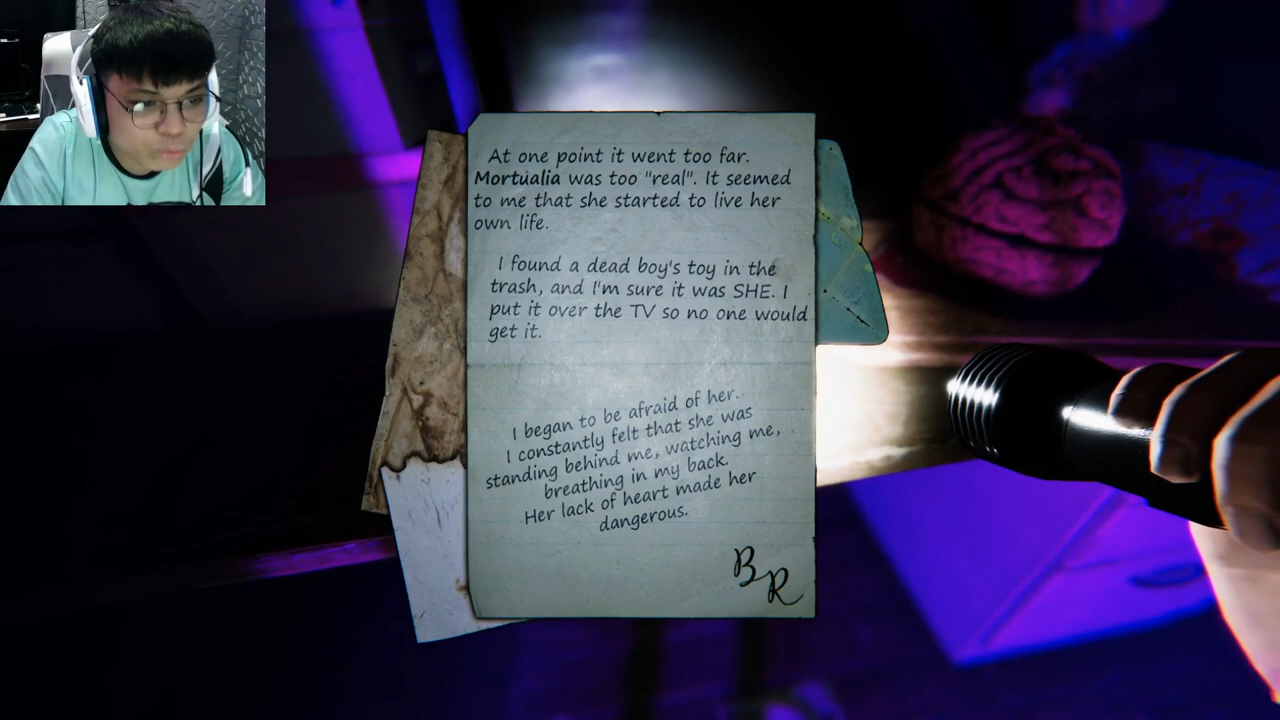 At one point it went too far.
Mortualia was too "real". It seemed
to me that she started to live her
own life.
I found a dead boy's toy in the
trash, and I'm sure it was SHE. I
put it over the TV so no one would
get it.
I began to be afraid of her.
I constantly felt that she was
standing behind me, watching me,
breathing in my back.
Her lack of heart made her
dangerous.
BR